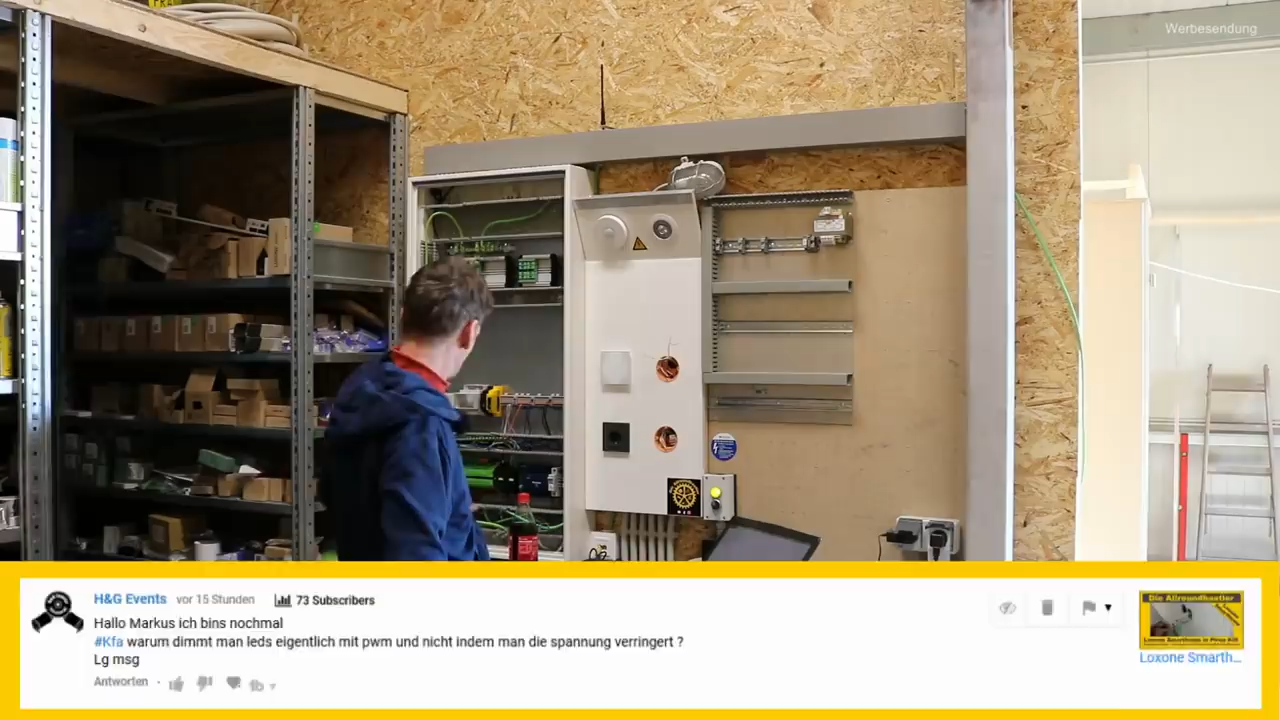 Werbesendung
H&G Events vor 15 Stunden 73 Subscribers
Hallo Markus ich bins nochmal
#Kfa warum dimmt man leds eigentlich mit pwm und nicht indem man die spannung verringert ?
Lg msg
Antworten
Die Allroundbastler
Loxone Smarth...